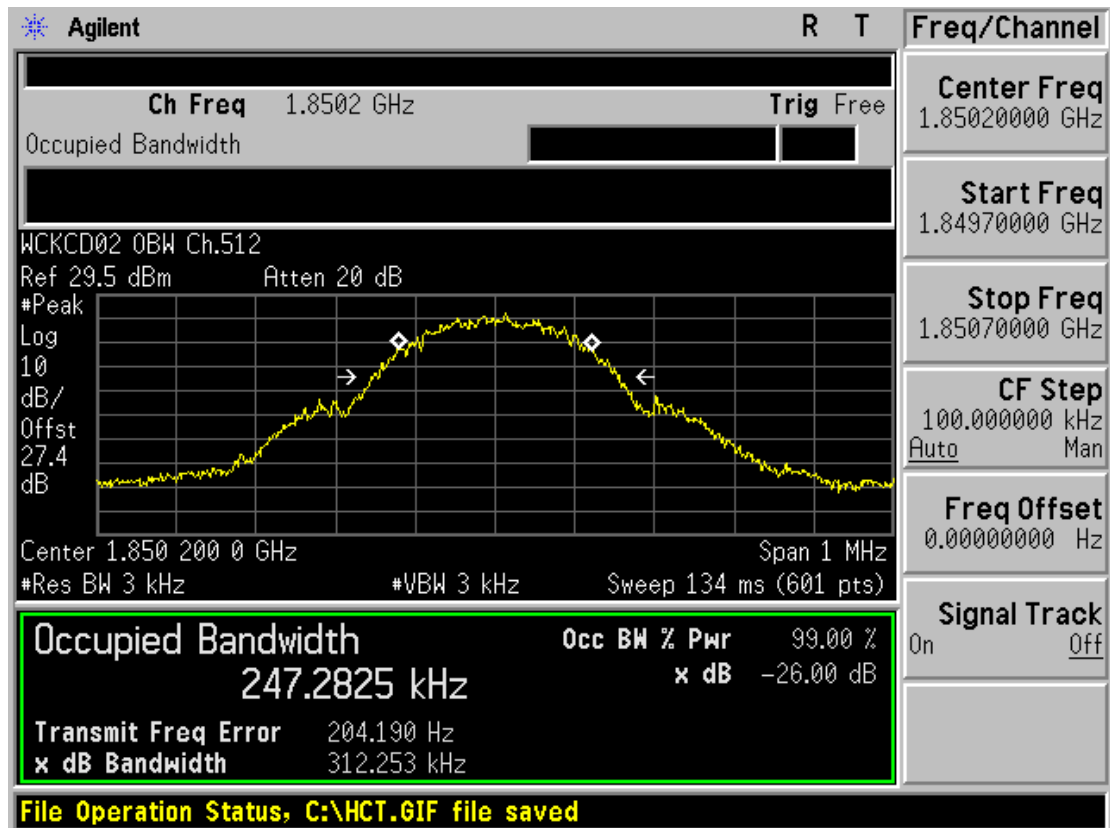 Agilent
R T
Ch Freq 1.8502 GHz Trig Free
Occupied Bandwidth
WCKCD02 OBW Ch.512
Ref 29.5 dBm Atten 20 dB
#Peak
Log
10
dB/
Offst
27.4
dB
Center 1.850 200 0 GHz Span 1 MHz
#Res BW 3 kHz #VBW 3 kHz Sweep 134 ms (601 pts)
Occupied Bandwidth
247.2825 kHz
Occ BW % Pwr 99.00 %
x dB -26.00 dB
Transmit Freq Error 204.190 Hz
x dB Bandwidth 312.253 kHz
File Operation Status, C:\HCT.GIF file saved
Freq/Channel
Center Freq
1.85020000 GHz
Start Freq
1.84970000 GHz
Stop Freq
1.85070000 GHz
CF Step
100.000000 kHz
Auto Man
Freq Offset
0.00000000 Hz
Signal Track
On Off